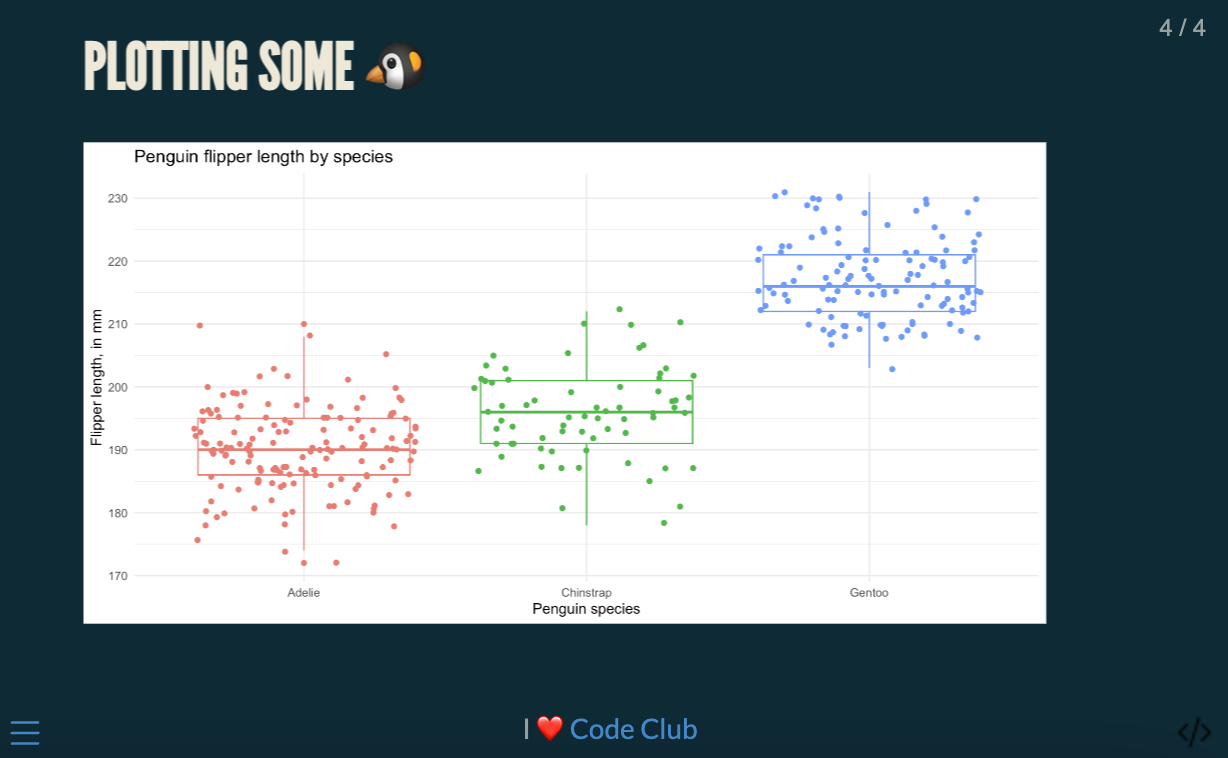 4 / 4
PLOTTING SOME 🐧
Penguin flipper length by species
230
220
210
200
190
180
170
Flipper length, in mm
Adelie
Chinstrap
Gentoo
Penguin species
I ❤️ Code Club
</>